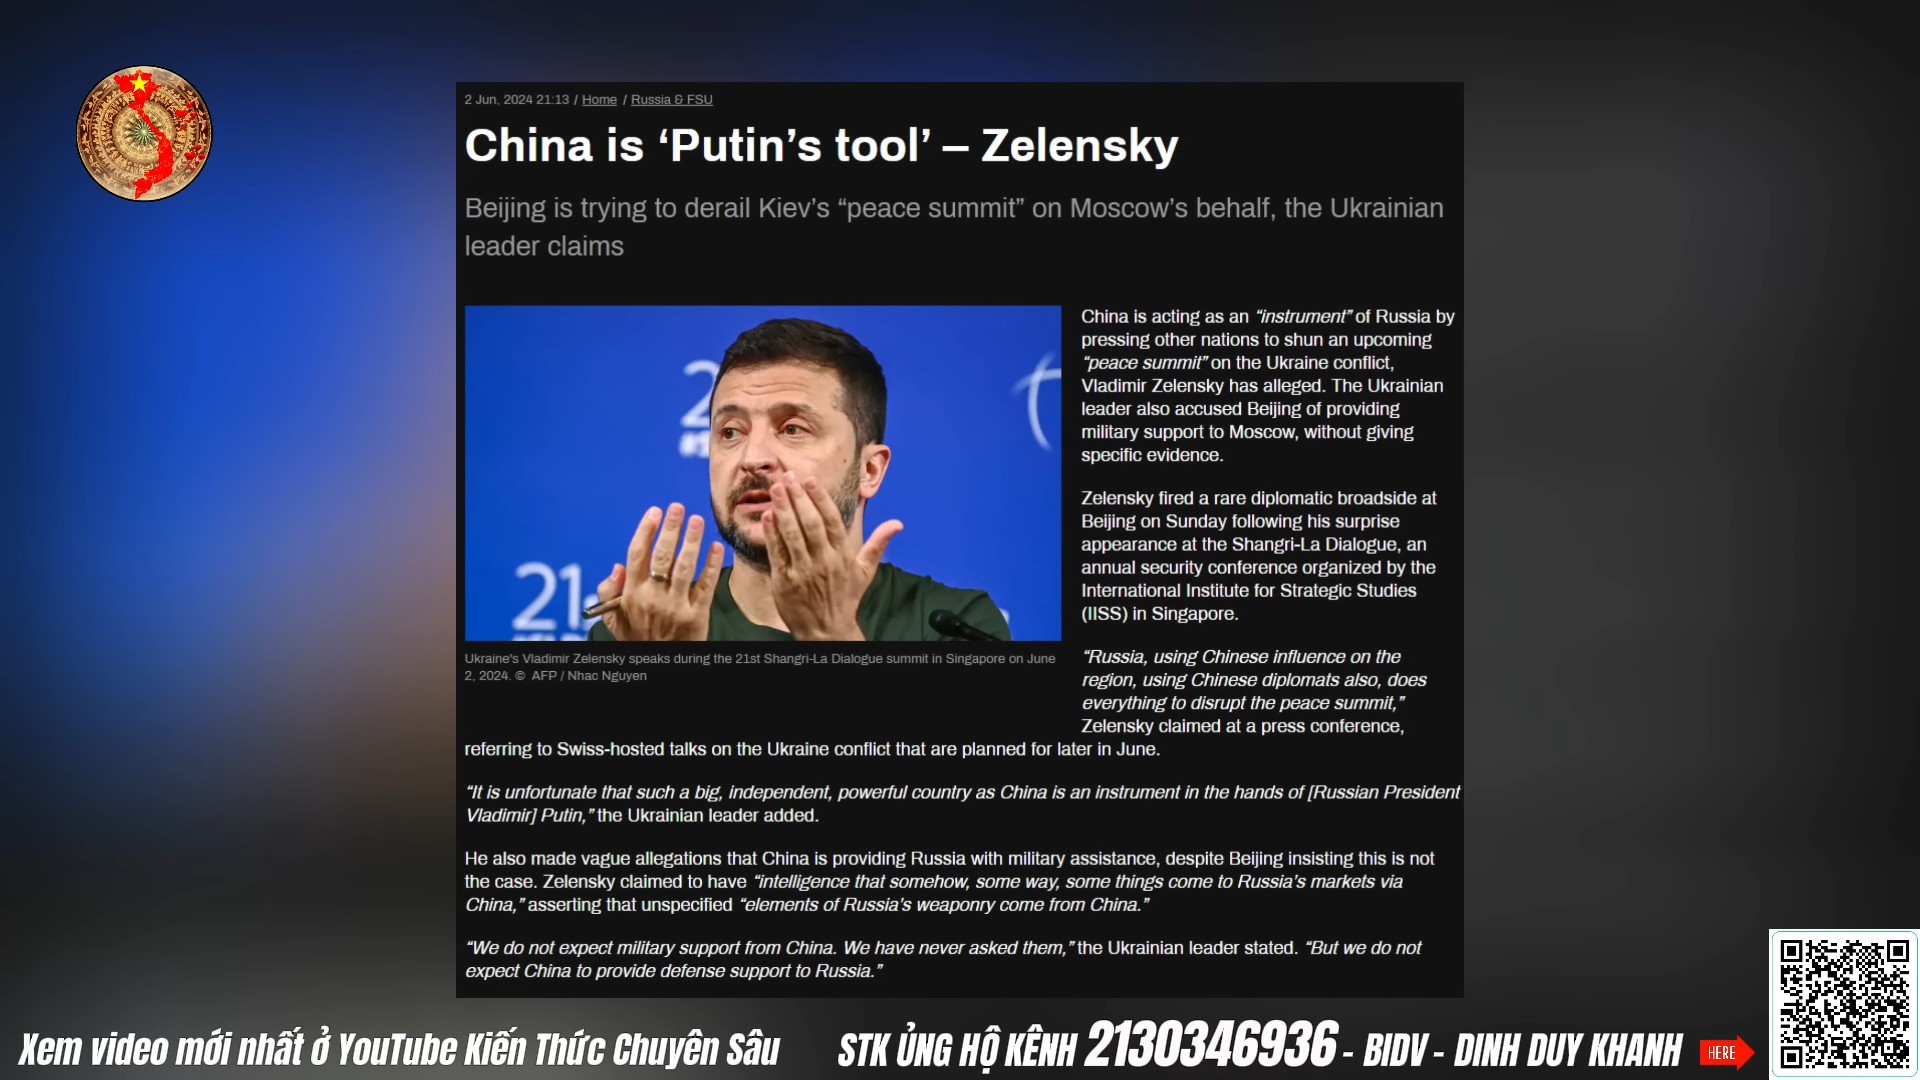 2 Jun, 2024 21:13 / Home / Russia & FSU
China is ‘Putin’s tool’ – Zelensky
Beijing is trying to derail Kiev’s “peace summit” on Moscow’s behalf, the Ukrainian
leader claims
2
21
China is acting as an “instrument” of Russia by
pressing other nations to shun an upcoming
“peace summit” on the Ukraine conflict,
Vladimir Zelensky has alleged. The Ukrainian
leader also accused Beijing of providing
military support to Moscow, without giving
specific evidence.
Zelensky fired a rare diplomatic broadside at
Beijing on Sunday following his surprise
appearance at the Shangri-La Dialogue, an
annual security conference organized by the
International Institute for Strategic Studies
(IISS) in Singapore.
Ukraine's Vladimir Zelensky speaks during the 21st Shangri-La Dialogue summit in Singapore on June
2, 2024. © AFP / Nhac Nguyen
“Russia, using Chinese influence on the
region, using Chinese diplomats also, does
everything to disrupt the peace summit,”
Zelensky claimed at a press conference,
referring to Swiss-hosted talks on the Ukraine conflict that are planned for later in June.
“It is unfortunate that such a big, independent, powerful country as China is an instrument in the hands of [Russian President
Vladimir] Putin,” the Ukrainian leader added.
He also made vague allegations that China is providing Russia with military assistance, despite Beijing insisting this is not
the case. Zelensky claimed to have “intelligence that somehow, some way, some things come to Russia’s markets via
China,” asserting that unspecified “elements of Russia’s weaponry come from China.”
“We do not expect military support from China. We have never asked them,” the Ukrainian leader stated. “But we do not
expect China to provide defense support to Russia.”
Xem video mới nhất ở YouTube Kiến Thức Chuyên Sâu
STK ỦNG HỘ KÊNH 2130346936 - BIDV - DINH DUY KHANH
HERE